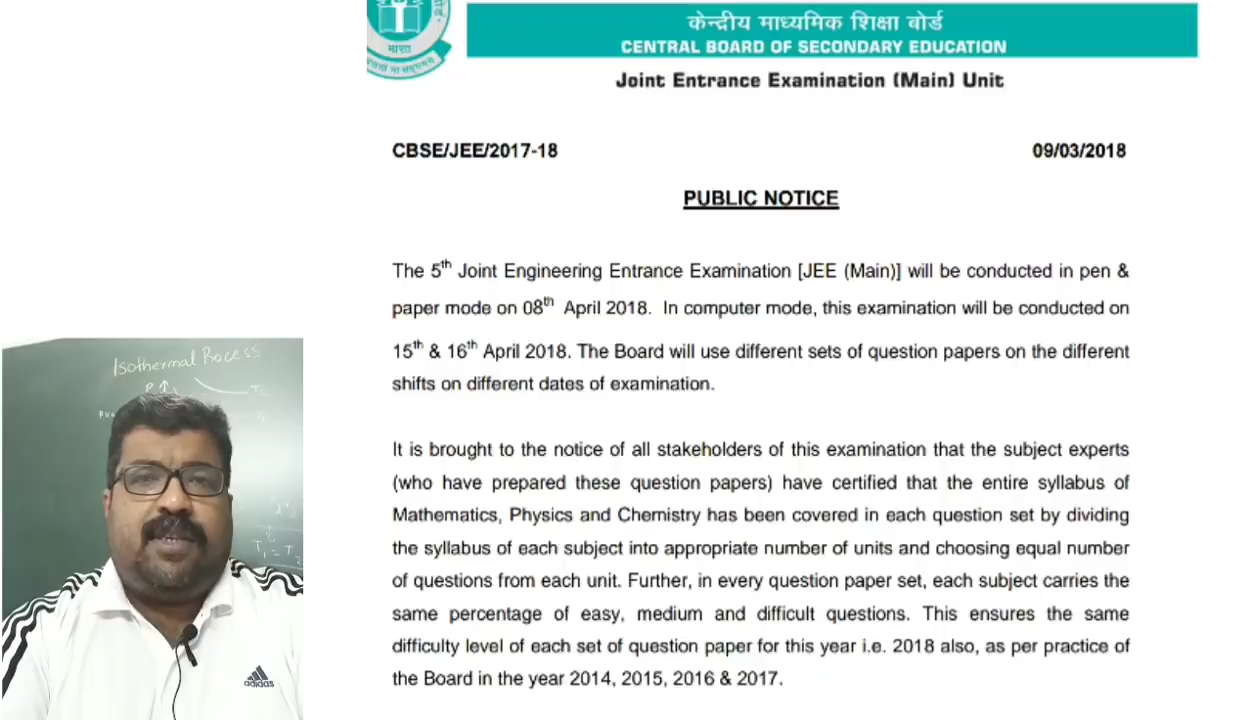 भारत
केन्द्रीय माध्यमिक शिक्षा बोर्ड
CENTRAL BOARD OF SECONDARY EDUCATION
Joint Entrance Examination (Main) Unit
CBSE/JEE/2017-18 09/03/2018
PUBLIC NOTICE
The 5th Joint Engineering Entrance Examination [JEE (Main)] will be conducted in pen &
paper mode on 08th April 2018. In computer mode, this examination will be conducted on
15th & 16th April 2018. The Board will use different sets of question papers on the different
shifts on different dates of examination.
It is brought to the notice of all stakeholders of this examination that the subject experts
(who have prepared these question papers) have certified that the entire syllabus of
Mathematics, Physics and Chemistry has been covered in each question set by dividing
the syllabus of each subject into appropriate number of units and choosing equal number
of questions from each unit. Further, in every question paper set, each subject carries the
same percentage of easy, medium and difficult questions. This ensures the same
difficulty level of each set of question paper for this year i.e. 2018 also, as per practice of
the Board in the year 2014, 2015, 2016 & 2017.
Isothermal Process
P
adidas